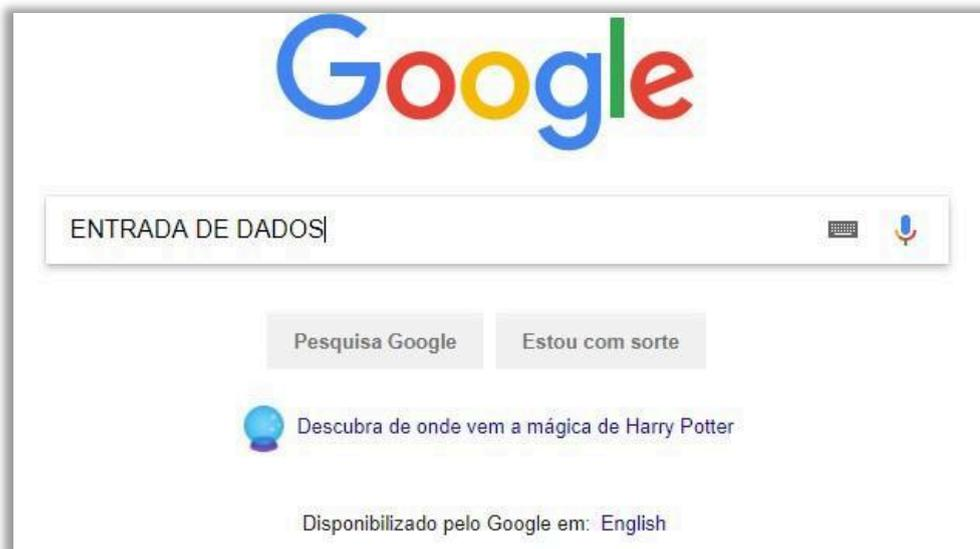 Google
ENTRADA DE DADOS
Pesquisa Google Estou com sorte
Descubra de onde vem a mágica de Harry Potter
Disponibilizado pelo Google em: English